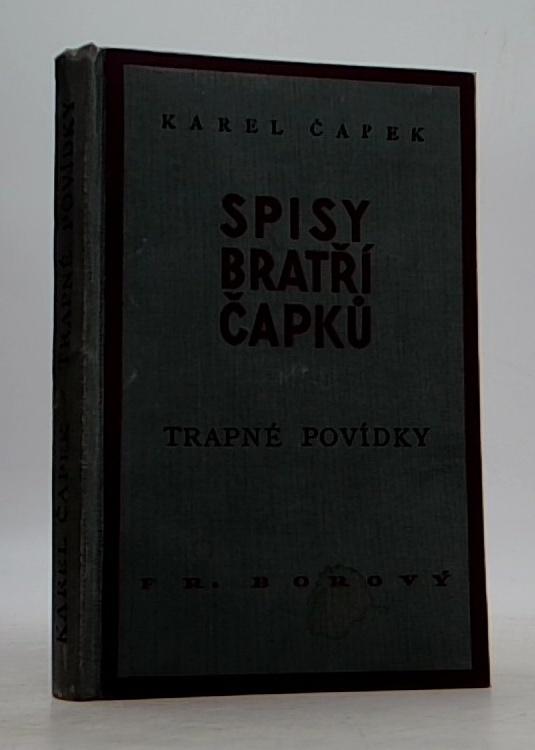 KAREL ČAPEK
SPISY
BRATŘÍ
ČAPKŮ
TRAPNÉ POVÍDKY
FR. BOROVÝ
KAREL ČAPEK - TRAPNÉ POVÍDKY